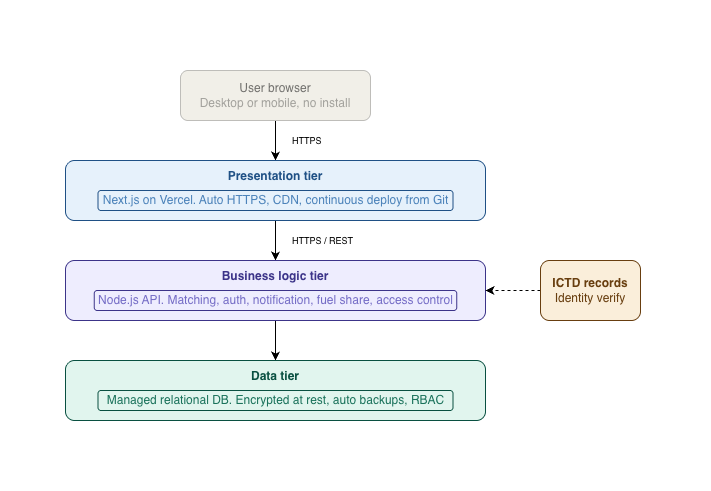 User browser
Desktop or mobile, no install
HTTPS
Presentation tier
Next.js on Vercel. Auto HTTPS, CDN, continuous deploy from Git
HTTPS / REST
Business logic tier
Node.js API. Matching, auth, notification, fuel share, access control
ICTD records
Identity verify
Data tier
Managed relational DB. Encrypted at rest, auto backups, RBAC